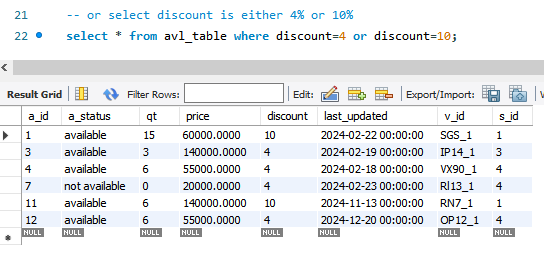 21 -- or select discount is either 4% or 10%
22 select * from avl_table where discount=4 or discount=10;
Result Grid Filter Rows: Edit: Export/Import:
a_id a_status qt price discount last_updated v_id s_id
1 available 15 60000.0000 10 2024-02-22 00:00:00 SGS_1 1
3 available 3 140000.0000 4 2024-02-19 00:00:00 IP14_1 3
4 available 6 55000.0000 4 2024-02-18 00:00:00 VX90_1 4
7 not available 0 20000.0000 4 2024-02-23 00:00:00 Rl13_1 4
11 available 6 140000.0000 10 2024-11-13 00:00:00 RN7_1 1
12 available 6 55000.0000 4 2024-12-20 00:00:00 OP12_1 4
NULL NULL NULL NULL NULL NULL NULL NULL